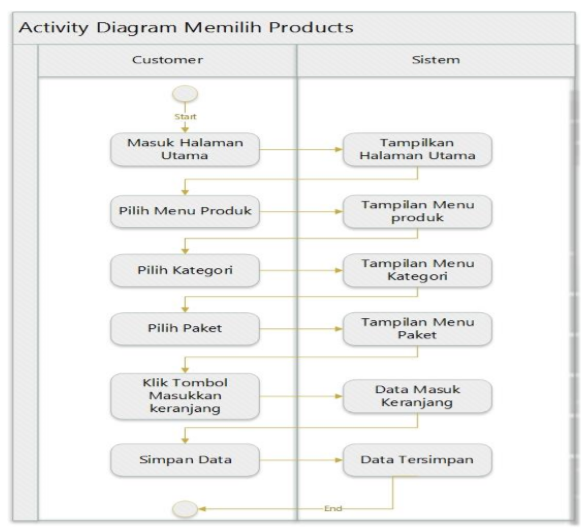 Activity Diagram Memilih Products
Customer
Sistem
Start
Masuk Halaman
Utama
Tampilkan
Halaman Utama
Pilih Menu Produk
Tampilan Menu
produk
Pilih Kategori
Tampilan Menu
Kategori
Pilih Paket
Tampilan Menu
Paket
Klik Tombol
Masukkan
keranjang
Data Masuk
Keranjang
Simpan Data
Data Tersimpan
End